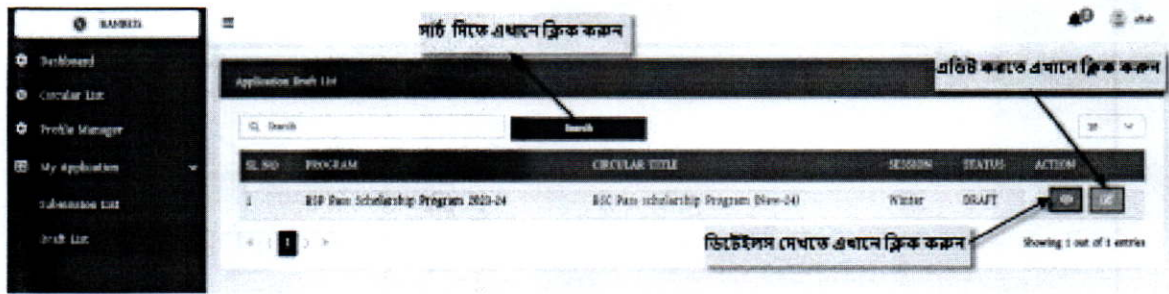 BANBEIS
সার্চ দিতে এখানে ক্লিক করুন
Dashboard
Circular List
Profile Manager
My Application
Submission List
Draft List
Application Draft List
এডিট করতে এখানে ক্লিক করুন
Search
Search
10
SL NO PROGRAM CIRCULAR TITLE SESSION STATUS ACTION
1 BSP Pass Scholarship Program 2023-24 BSC Pass scholarship Program (New-24) Winter DRAFT
1
ডিটেইলস দেখতে এখানে ক্লিক করুন
Showing 1 out of 1 entries